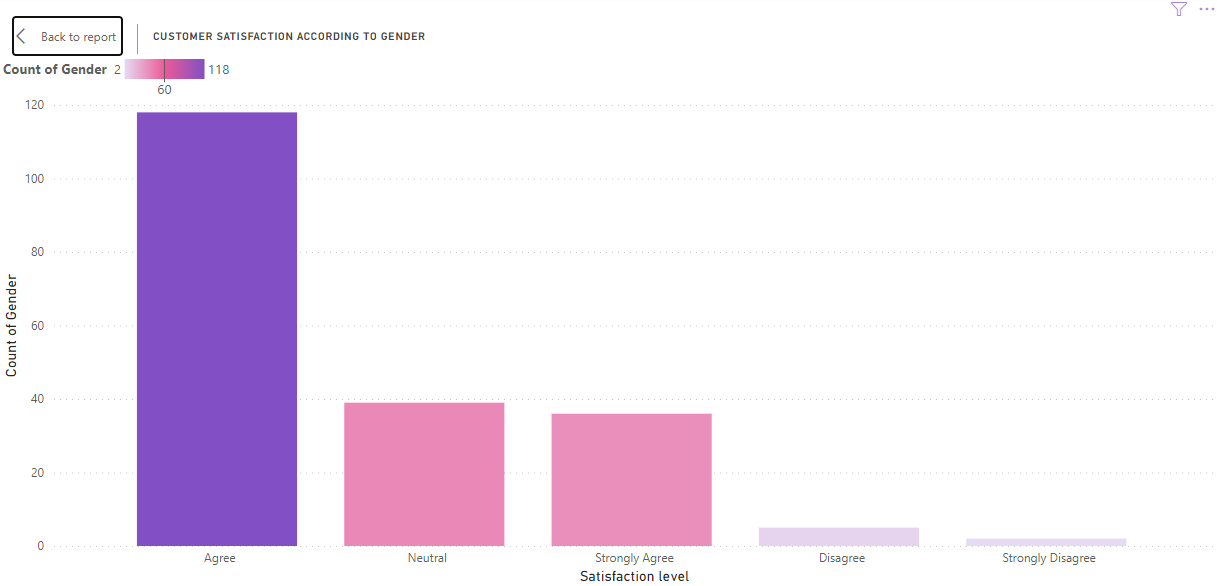 Back to report
CUSTOMER SATISFACTION ACCORDING TO GENDER
Count of Gender 2 118
60
120
100
80
60
40
20
0
Count of Gender
Agree Neutral Strongly Agree Disagree Strongly Disagree
Satisfaction level